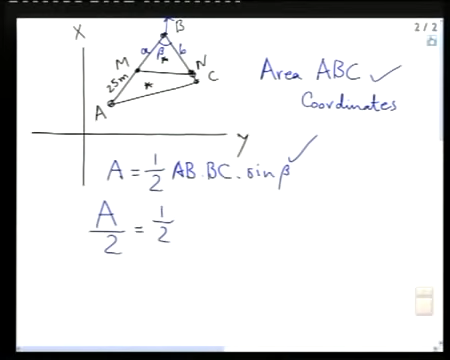 2 / 2
X
B
a
β
b
M
N
C
25m
A
Y
Area ABC ✓
Coordinates
A = 1/2 AB.BC. sin β ✓
A/2 = 1/2